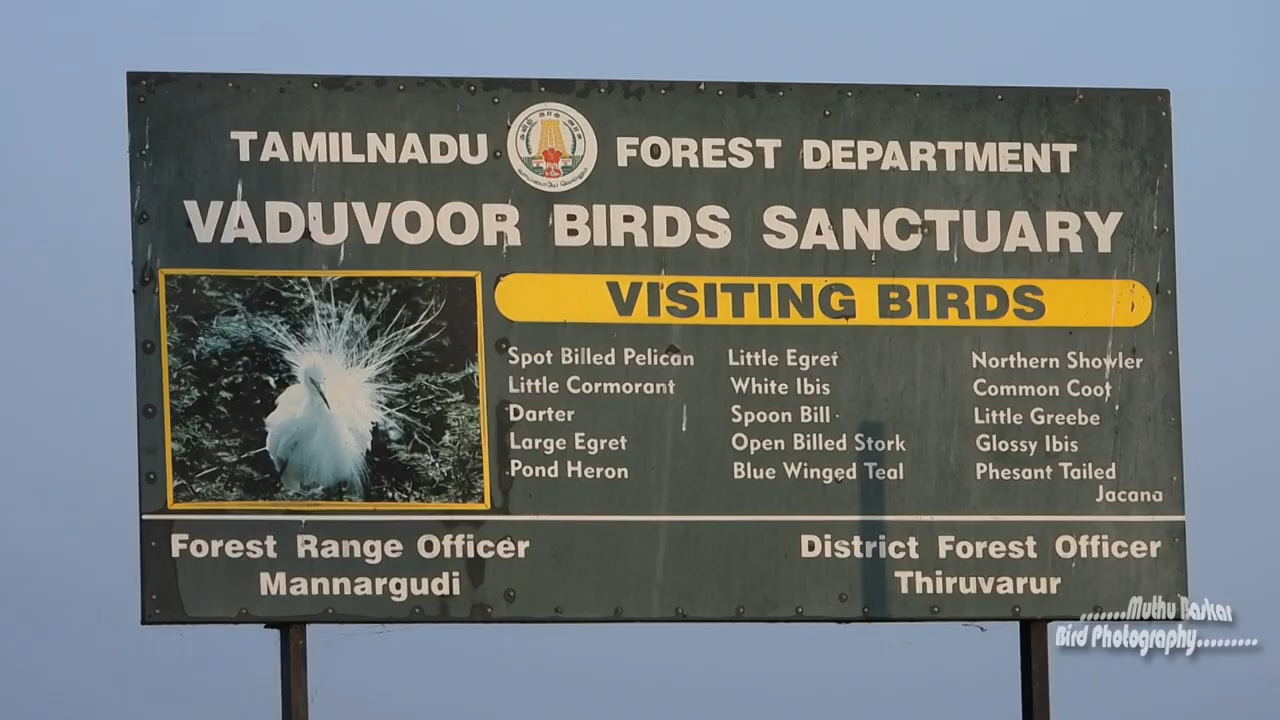 TAMILNADU FOREST DEPARTMENT
VADUVOOR BIRDS SANCTUARY
VISITING BIRDS
Spot Billed Pelican
Little Cormorant
Darter
Large Egret
Pond Heron
Little Egret
White Ibis
Spoon Bill
Open Billed Stork
Blue Winged Teal
Northern Showler
Common Coot
Little Greebe
Glossy Ibis
Phesant Tailed
Jacana
Forest Range Officer
Mannargudi
District Forest Officer
Thiruvarur
.......Muthu Baskar
Bird Photography..........